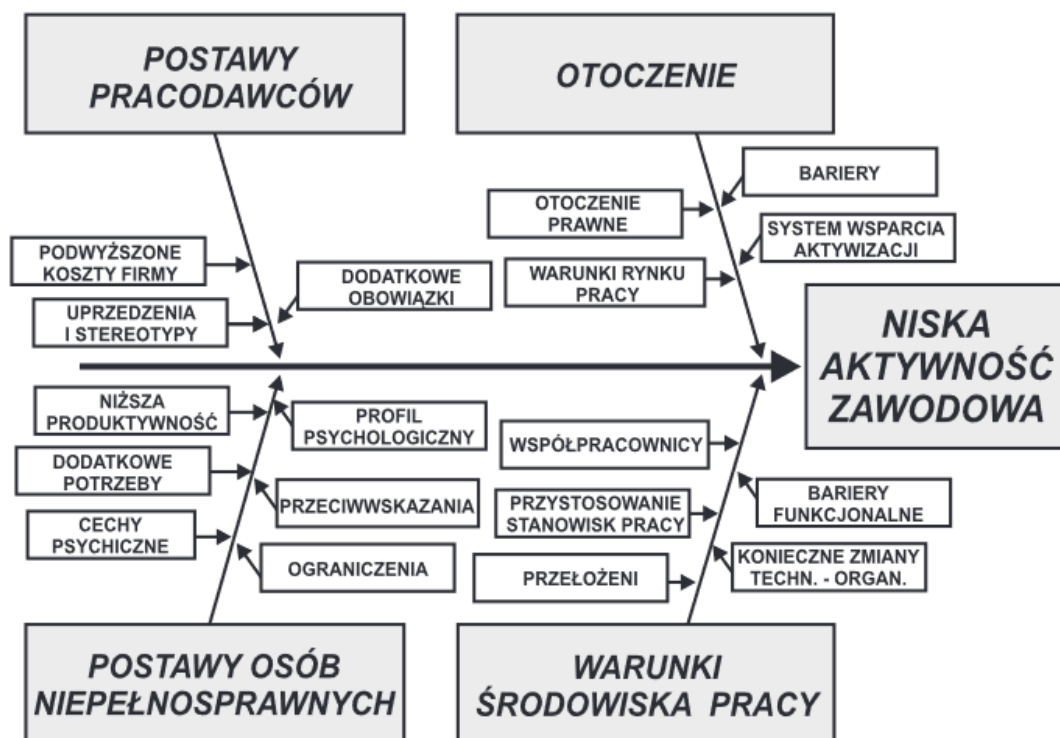 POSTAWY
PRACODAWCÓW
OTOCZENIE
BARIERY
OTOCZENIE
PRAWNE
SYSTEM WSPARCIA
AKTYWIZACJI
PODWYŻSZONE
KOSZTY FIRMY
WARUNKI RYNKU
PRACY
DODATKOWE
OBOWIĄZKI
UPRZEDZENIA
I STEREOTYPY
NISKA
AKTYWNOŚĆ
ZAWODOWA
NIŻSZA
PRODUKTYWNOŚĆ
PROFIL
PSYCHOLOGICZNY
WSPÓŁPRACOWNICY
DODATKOWE
POTRZEBY
PRZECIWWSKAZANIA
PRZYSTOSOWANIE
STANOWISK PRACY
BARIERY
FUNKCJONALNE
CECHY
PSYCHICZNE
OGRANICZENIA
PRZEŁOŻENI
KONIECZNE ZMIANY
TECHN. - ORGAN.
POSTAWY OSÓB
NIEPEŁNOSPRAWNYCH
WARUNKI
ŚRODOWISKA PRACY